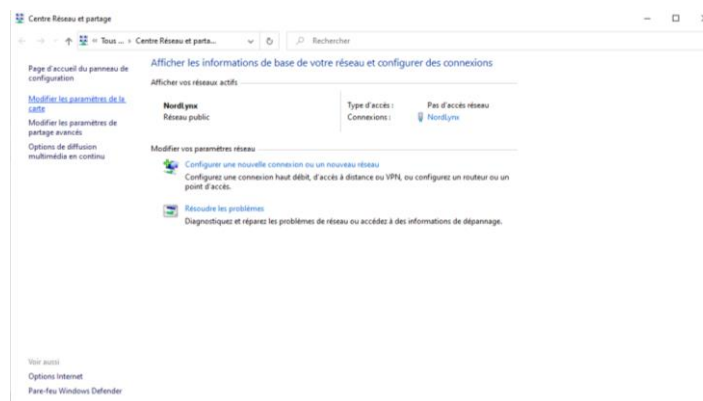 Centre Réseau et partage
« Tous ... › Centre Réseau et parta...
Rechercher
Page d'accueil du panneau de
configuration
Modifier les paramètres de la
carte
Modifier les paramètres de
partage avancés
Options de diffusion
multimédia en continu
Afficher les informations de base de votre réseau et configurer des connexions
Afficher vos réseaux actifs
NordLynx
Réseau public
Type d'accès : Pas d'accès réseau
Connexions : NordLynx
Modifier vos paramètres réseau
Configurer une nouvelle connexion ou un nouveau réseau
Configurez une connexion haut débit, d'accès à distance ou VPN, ou configurez un routeur ou un
point d'accès.
Résoudre les problèmes
Diagnostiquez et réparez les problèmes de réseau ou accédez à des informations de dépannage.
Voir aussi
Options Internet
Pare-feu Windows Defender